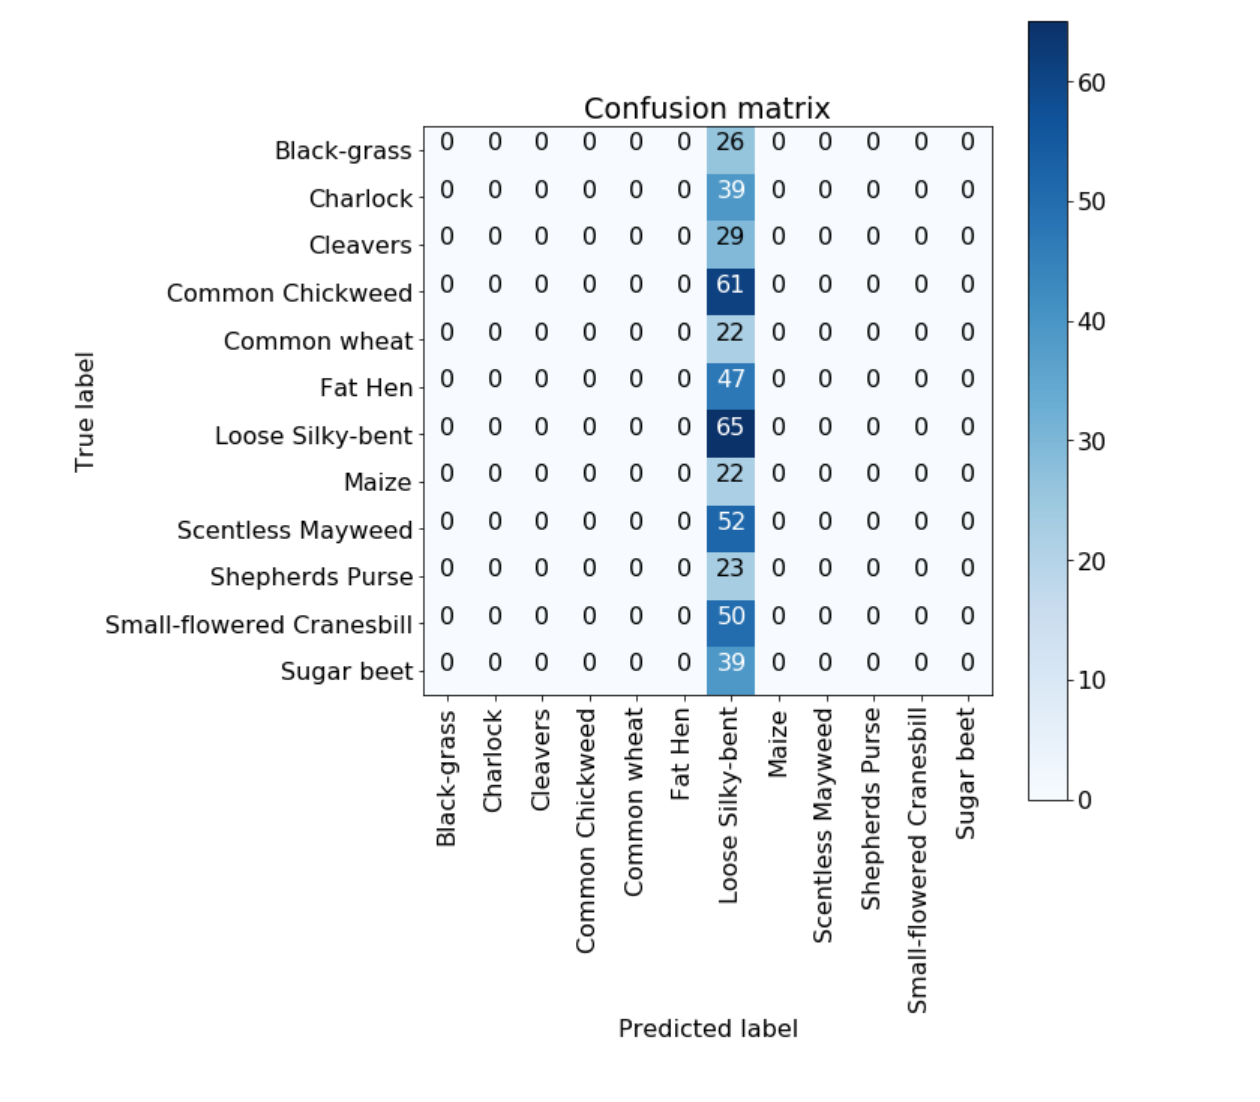 Confusion matrix
Black-grass 0 0 0 0 0 0 26 0 0 0 0 0
Charlock 0 0 0 0 0 0 39 0 0 0 0 0
Cleavers 0 0 0 0 0 0 29 0 0 0 0 0
Common Chickweed 0 0 0 0 0 0 61 0 0 0 0 0
Common wheat 0 0 0 0 0 0 22 0 0 0 0 0
Fat Hen 0 0 0 0 0 0 47 0 0 0 0 0
Loose Silky-bent 0 0 0 0 0 0 65 0 0 0 0 0
Maize 0 0 0 0 0 0 22 0 0 0 0 0
Scentless Mayweed 0 0 0 0 0 0 52 0 0 0 0 0
Shepherds Purse 0 0 0 0 0 0 23 0 0 0 0 0
Small-flowered Cranesbill 0 0 0 0 0 0 50 0 0 0 0 0
Sugar beet 0 0 0 0 0 0 39 0 0 0 0 0
True label
Black-grass
Charlock
Cleavers
Common Chickweed
Common wheat
Fat Hen
Loose Silky-bent
Maize
Scentless Mayweed
Shepherds Purse
Small-flowered Cranesbill
Sugar beet
Predicted label
60
50
40
30
20
10
0